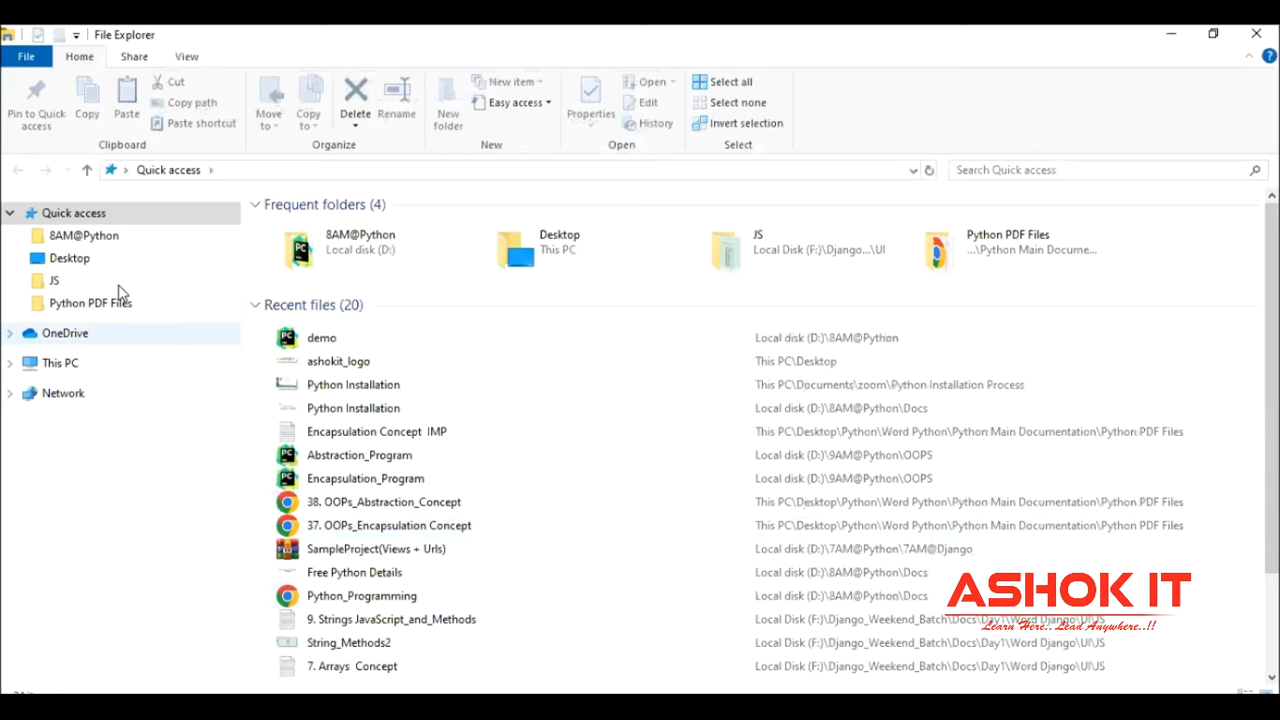 File Explorer
File Home Share View
Pin to Quick access
Copy
Paste
Cut
Copy path
Paste shortcut
Clipboard
Move to
Copy to
Delete
Rename
Organize
New folder
New item
Easy access
New
Properties
Open
Edit
History
Open
Select all
Select none
Invert selection
Select
Quick access
Search Quick access
Quick access
8AM@Python
Desktop
JS
Python PDF Files
OneDrive
This PC
Network
Frequent folders (4)
8AM@Python
Local disk (D:)
Desktop
This PC
JS
Local Disk (F:)\Django...\UI
Python PDF Files
...\Python Main Docume...
Recent files (20)
demo Local disk (D:)\8AM@Python
ashokit_logo This PC\Desktop
Python Installation This PC\Documents\zoom\Python Installation Process
Python Installation Local disk (D:)\8AM@Python\Docs
Encapsulation Concept IMP This PC\Desktop\Python\Word Python\Python Main Documentation\Python PDF Files
Abstraction_Program Local disk (D:)\9AM@Python\OOPS
Encapsulation_Program Local disk (D:)\9AM@Python\OOPS
38. OOPs_Abstraction_Concept This PC\Desktop\Python\Word Python\Python Main Documentation\Python PDF Files
37. OOPs_Encapsulation Concept This PC\Desktop\Python\Word Python\Python Main Documentation\Python PDF Files
SampleProject(Views + Urls) Local disk (D:)\7AM@Python\7AM@Django
Free Python Details Local disk (D:)\8AM@Python\Docs
Python_Programming Local disk (D:)\8AM@Python\Docs
9. Strings JavaScript_and_Methods Local Disk (F:)\Django_Weekend_Batch\Docs\Day1\Word Django\UI\JS
String_Methods2 Local Disk (F:)\Django_Weekend_Batch\Docs\Day1\Word Django\UI\JS
7. Arrays Concept Local Disk (F:)\Django_Weekend_Batch\Docs\Day1\Word Django\UI\JS
ASHOK IT
Learn Here.. Lead Anywhere..!!